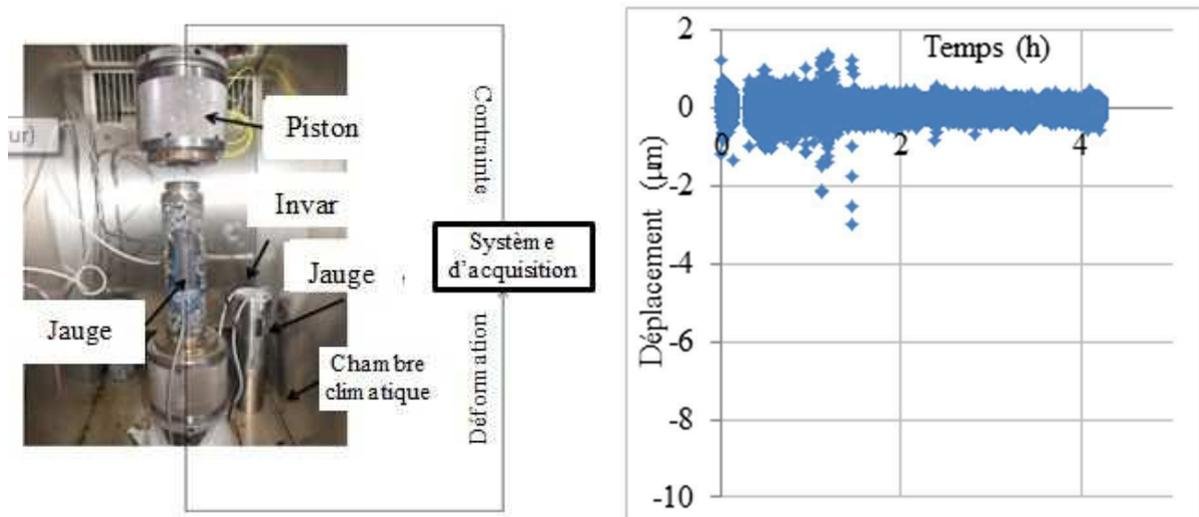 ur)
Piston
Invar
Jauge
Jauge
Chambre
climatique
Contrainte
Système
d'acquisition
Déformation
Temps (h)
Déplacement (µm)
2
0
-2
-4
-6
-8
-10
0
2
4